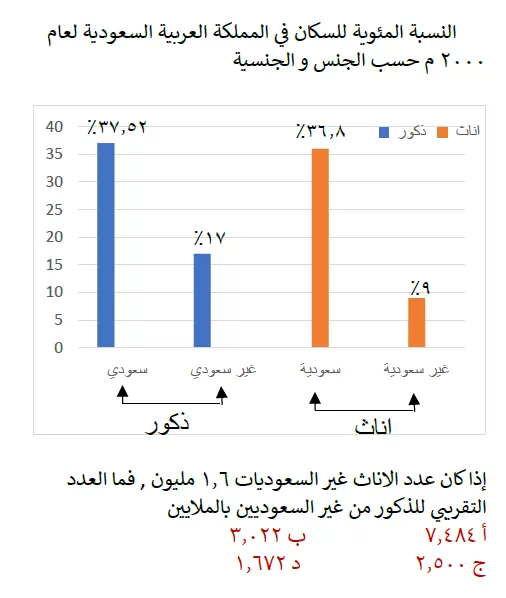 النسبة المئوية للسكان في المملكة العربية السعودية لعام
٢٠٠٠ م حسب الجنس و الجنسية
اناث ذكور
٪٣٧,٥٢
٪١٧
٪٣٦,٨
٪٩
40
35
30
25
20
15
10
5
0
سعودي غير سعودي سعودية غير سعودية
ذكور اناث
إذا كان عدد الاناث غير السعوديات ١,٦ مليون , فما العدد
التقريبي للذكور من غير السعوديين بالملايين
أ ٧,٤٨٤ ب ٣,٠٢٢
ج ٢,٥٠٠ د ١,٦٧٢